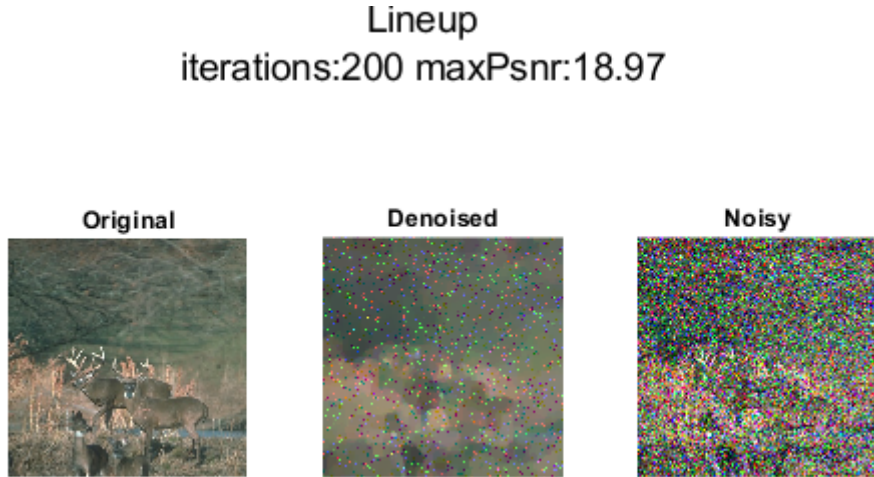 Lineup
iterations:200 maxPsnr:18.97
Original
Denoised
Noisy